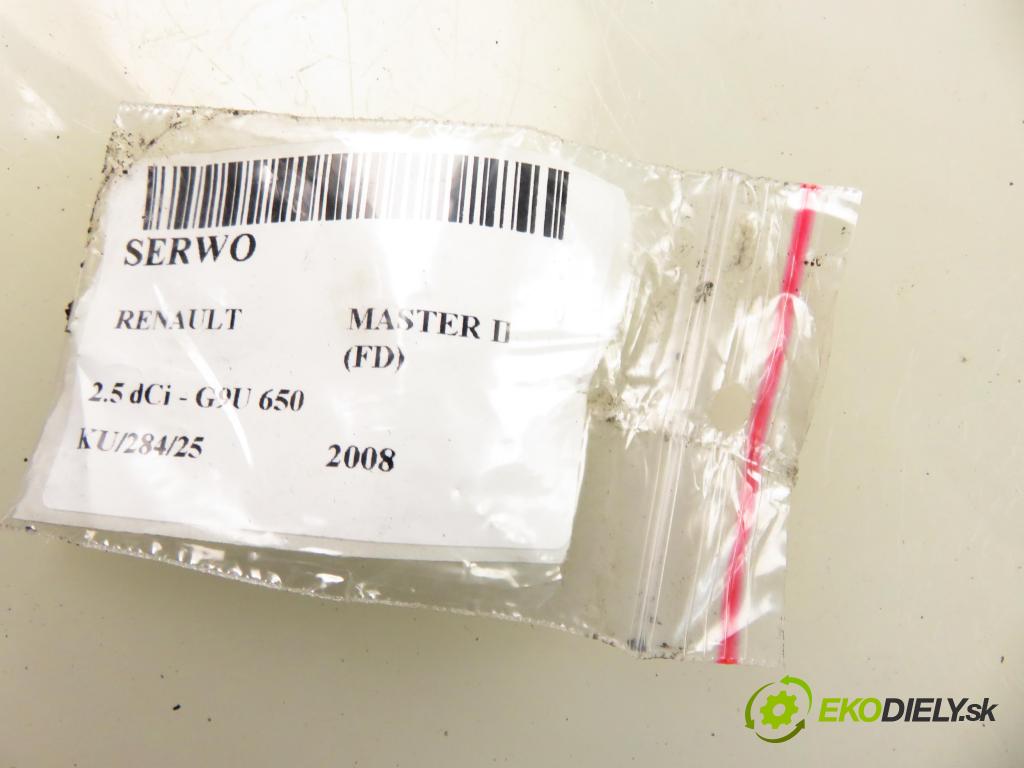 SERWO
RENAULT MASTER II
(FD)
2.5 dCi - G9U 650
KU/284/25 2008
EKODIELY.sk